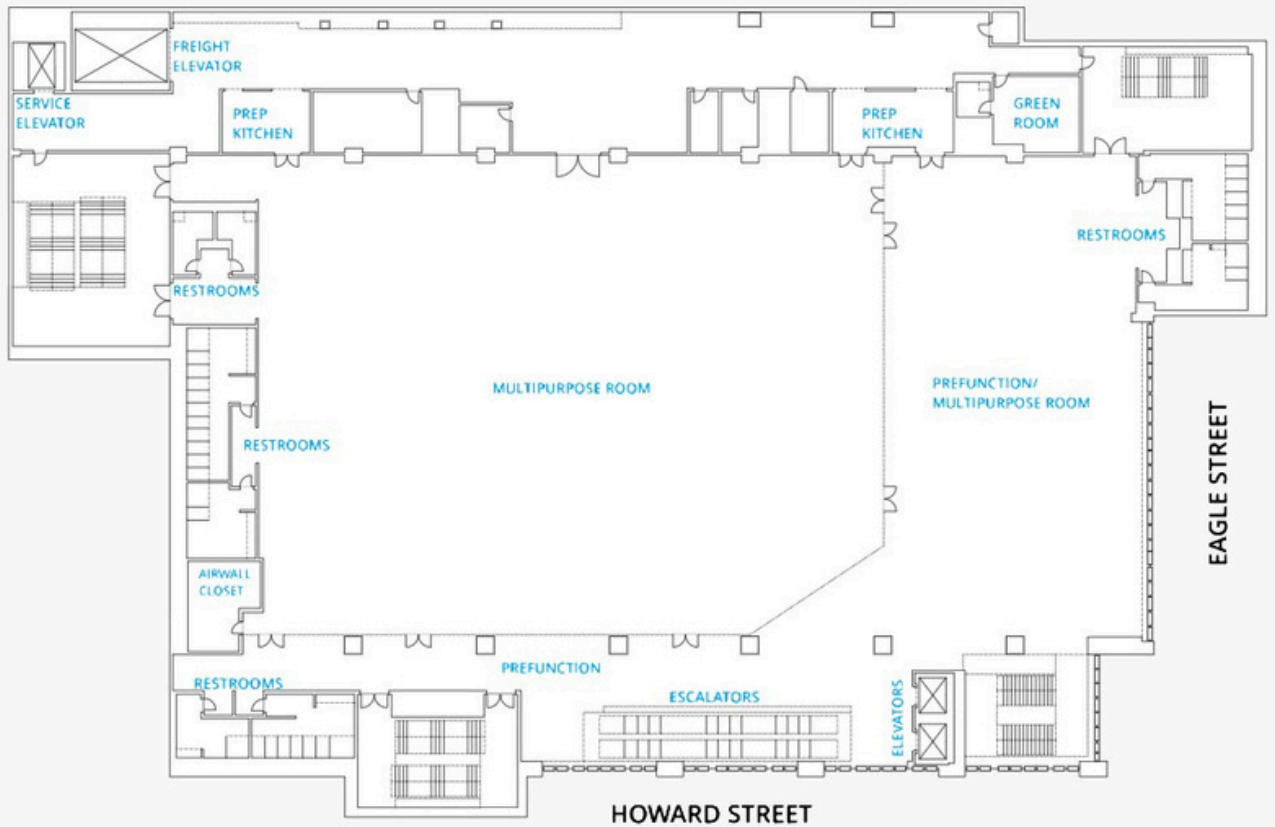 FREIGHT
ELEVATOR
SERVICE
ELEVATOR
PREP
KITCHEN
PREP
KITCHEN
GREEN
ROOM
RESTROOMS
RESTROOMS
MULTIPURPOSE ROOM
PREFUNCTION/
MULTIPURPOSE ROOM
RESTROOMS
EAGLE STREET
AIRWALL
CLOSET
PREFUNCTION
RESTROOMS
ESCALATORS
ELEVATORS
HOWARD STREET